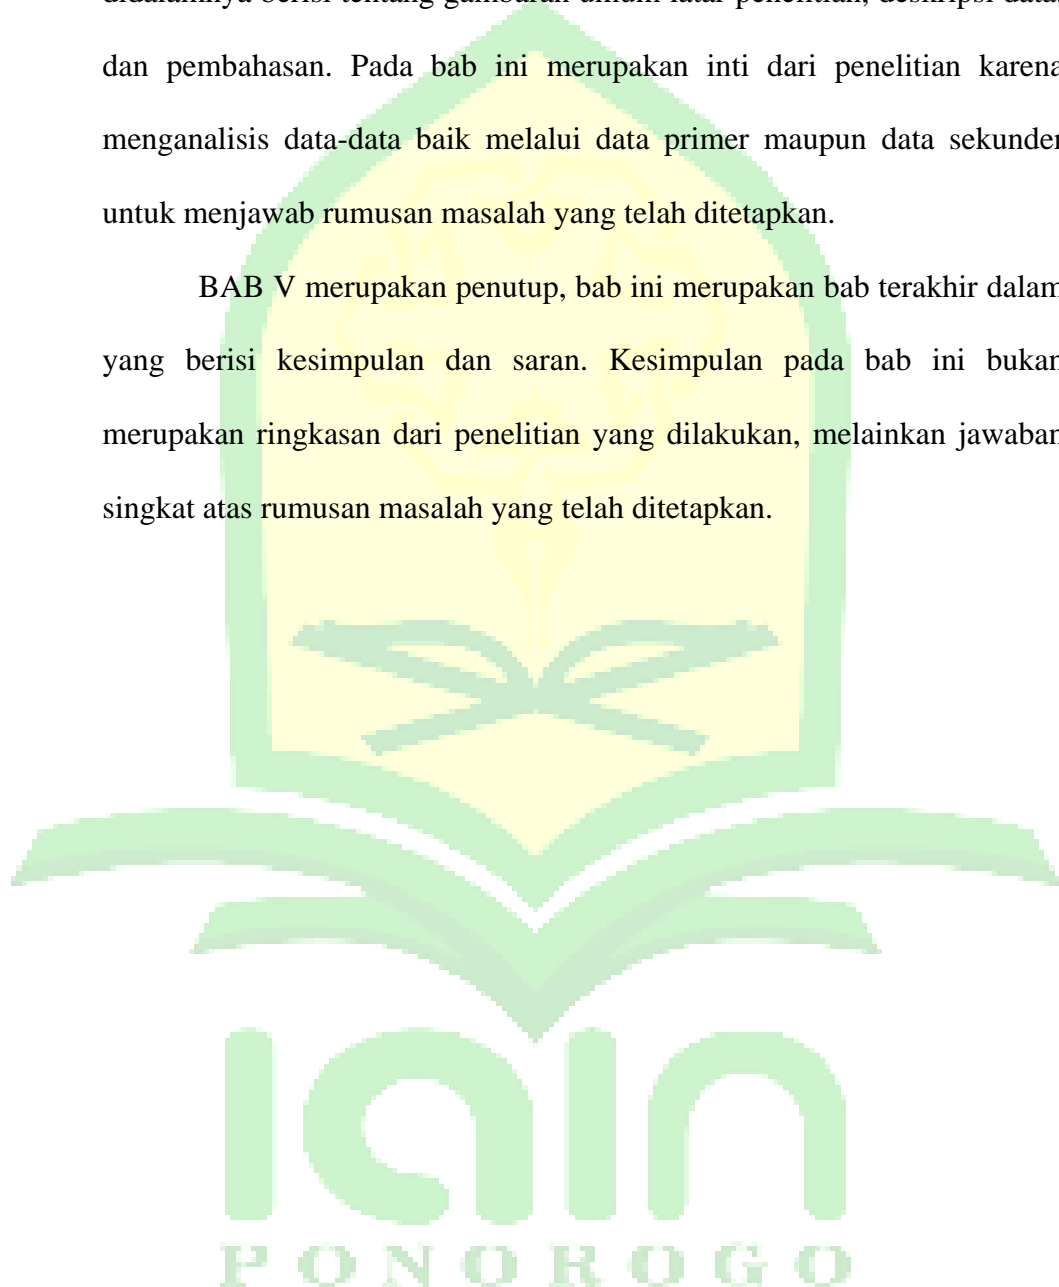 didalamnya berisi tentang gambaran umum latar penelitian, deskripsi data,
dan pembahasan. Pada bab ini merupakan inti dari penelitian karena
menganalisis data-data baik melalui data primer maupun data sekunder
untuk menjawab rumusan masalah yang telah ditetapkan.
BAB V merupakan penutup, bab ini merupakan bab terakhir dalam
yang berisi kesimpulan dan saran. Kesimpulan pada bab ini bukan
merupakan ringkasan dari penelitian yang dilakukan, melainkan jawaban
singkat atas rumusan masalah yang telah ditetapkan.
iain
PONOROGO